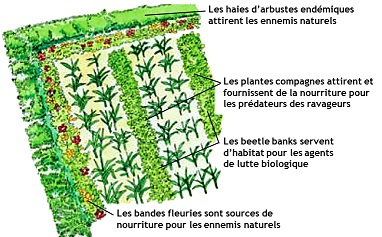 Les haies d'arbustes endémiques
attirent les ennemis naturels
Les plantes compagnes attirent et
fournissent de la nourriture pour
les prédateurs des ravageurs
Les beetle banks servent
d'habitat pour les agents
de lutte biologique
Les bandes fleuries sont sources de
nourriture pour les ennemis naturels